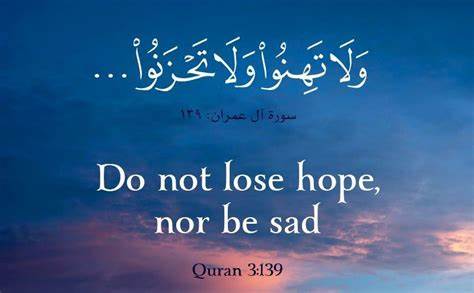 وَلَا تَهِنُوا۟ وَلَا تَحْزَنُوا۟ ...
سورة آل عمران: ١٣٩
Do not lose hope,
nor be sad
Quran 3:139